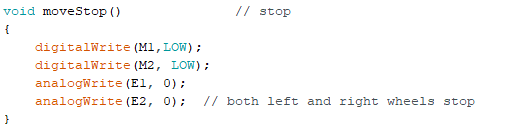 void moveStop()               // stop
{
    digitalWrite(M1,LOW);
    digitalWrite(M2, LOW);
    analogWrite(E1, 0);
    analogWrite(E2, 0);  // both left and right wheels stop
}